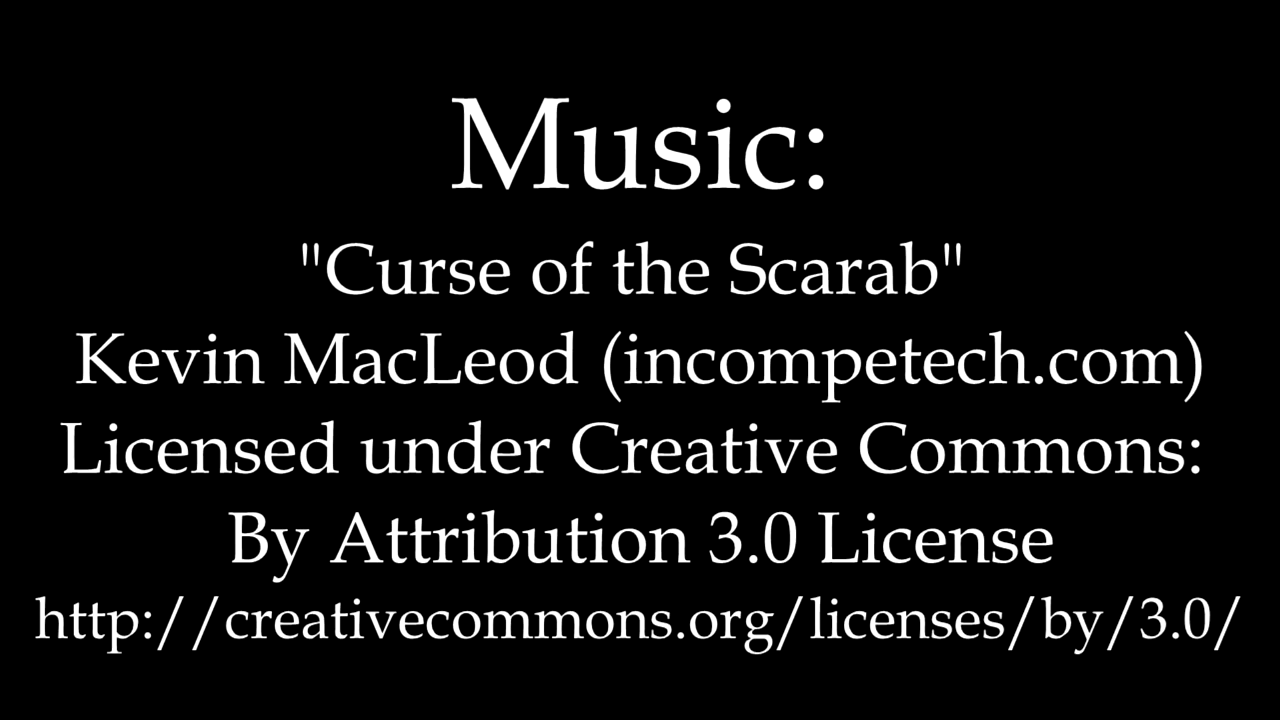 Music:
"Curse of the Scarab"
Kevin MacLeod (incompetech.com)
Licensed under Creative Commons:
By Attribution 3.0 License
http://creativecommons.org/licenses/by/3.0/